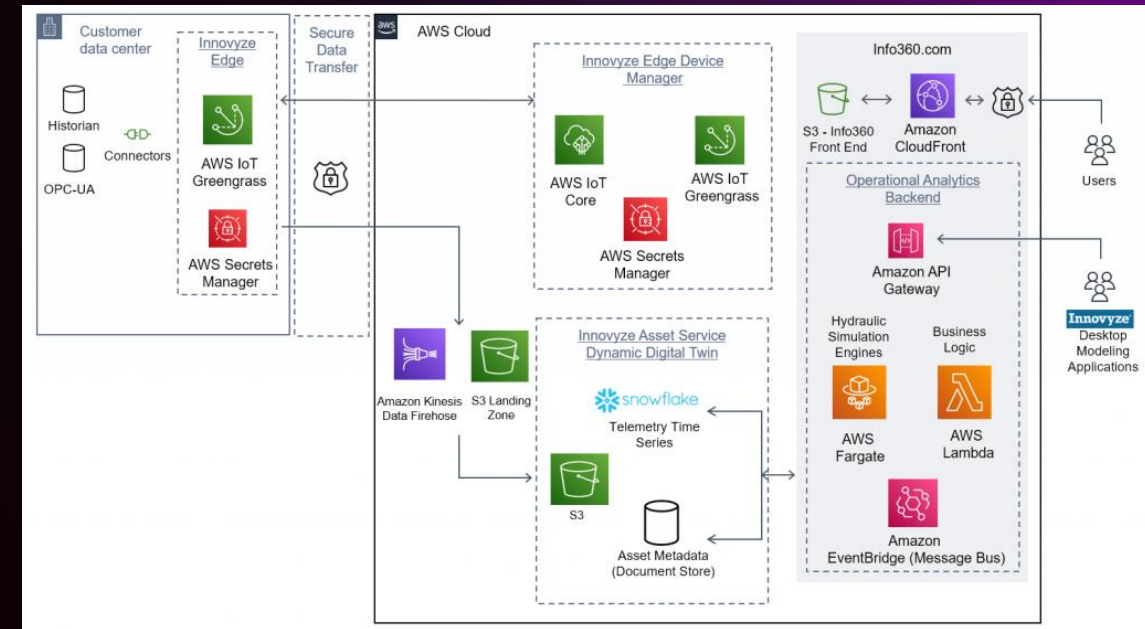 Customer
data center
Historian
OPC-UA
Connectors
Innovyze
Edge
AWS IoT
Greengrass
AWS Secrets
Manager
Secure
Data
Transfer
aws
AWS Cloud
Innovyze Edge Device
Manager
AWS IoT
Core
AWS IoT
Greengrass
AWS Secrets
Manager
Amazon Kinesis
Data Firehose
S3 Landing
Zone
Innovyze Asset Service
Dynamic Digital Twin
snowflake
Telemetry Time
Series
S3
Asset Metadata
(Document Store)
Info360.com
S3 - Info360
Front End
Amazon
CloudFront
Operational Analytics
Backend
Amazon API
Gateway
Hydraulic
Simulation
Engines
Business
Logic
AWS
Fargate
AWS
Lambda
Amazon
EventBridge (Message Bus)
Users
Innovyze
Desktop
Modeling
Applications